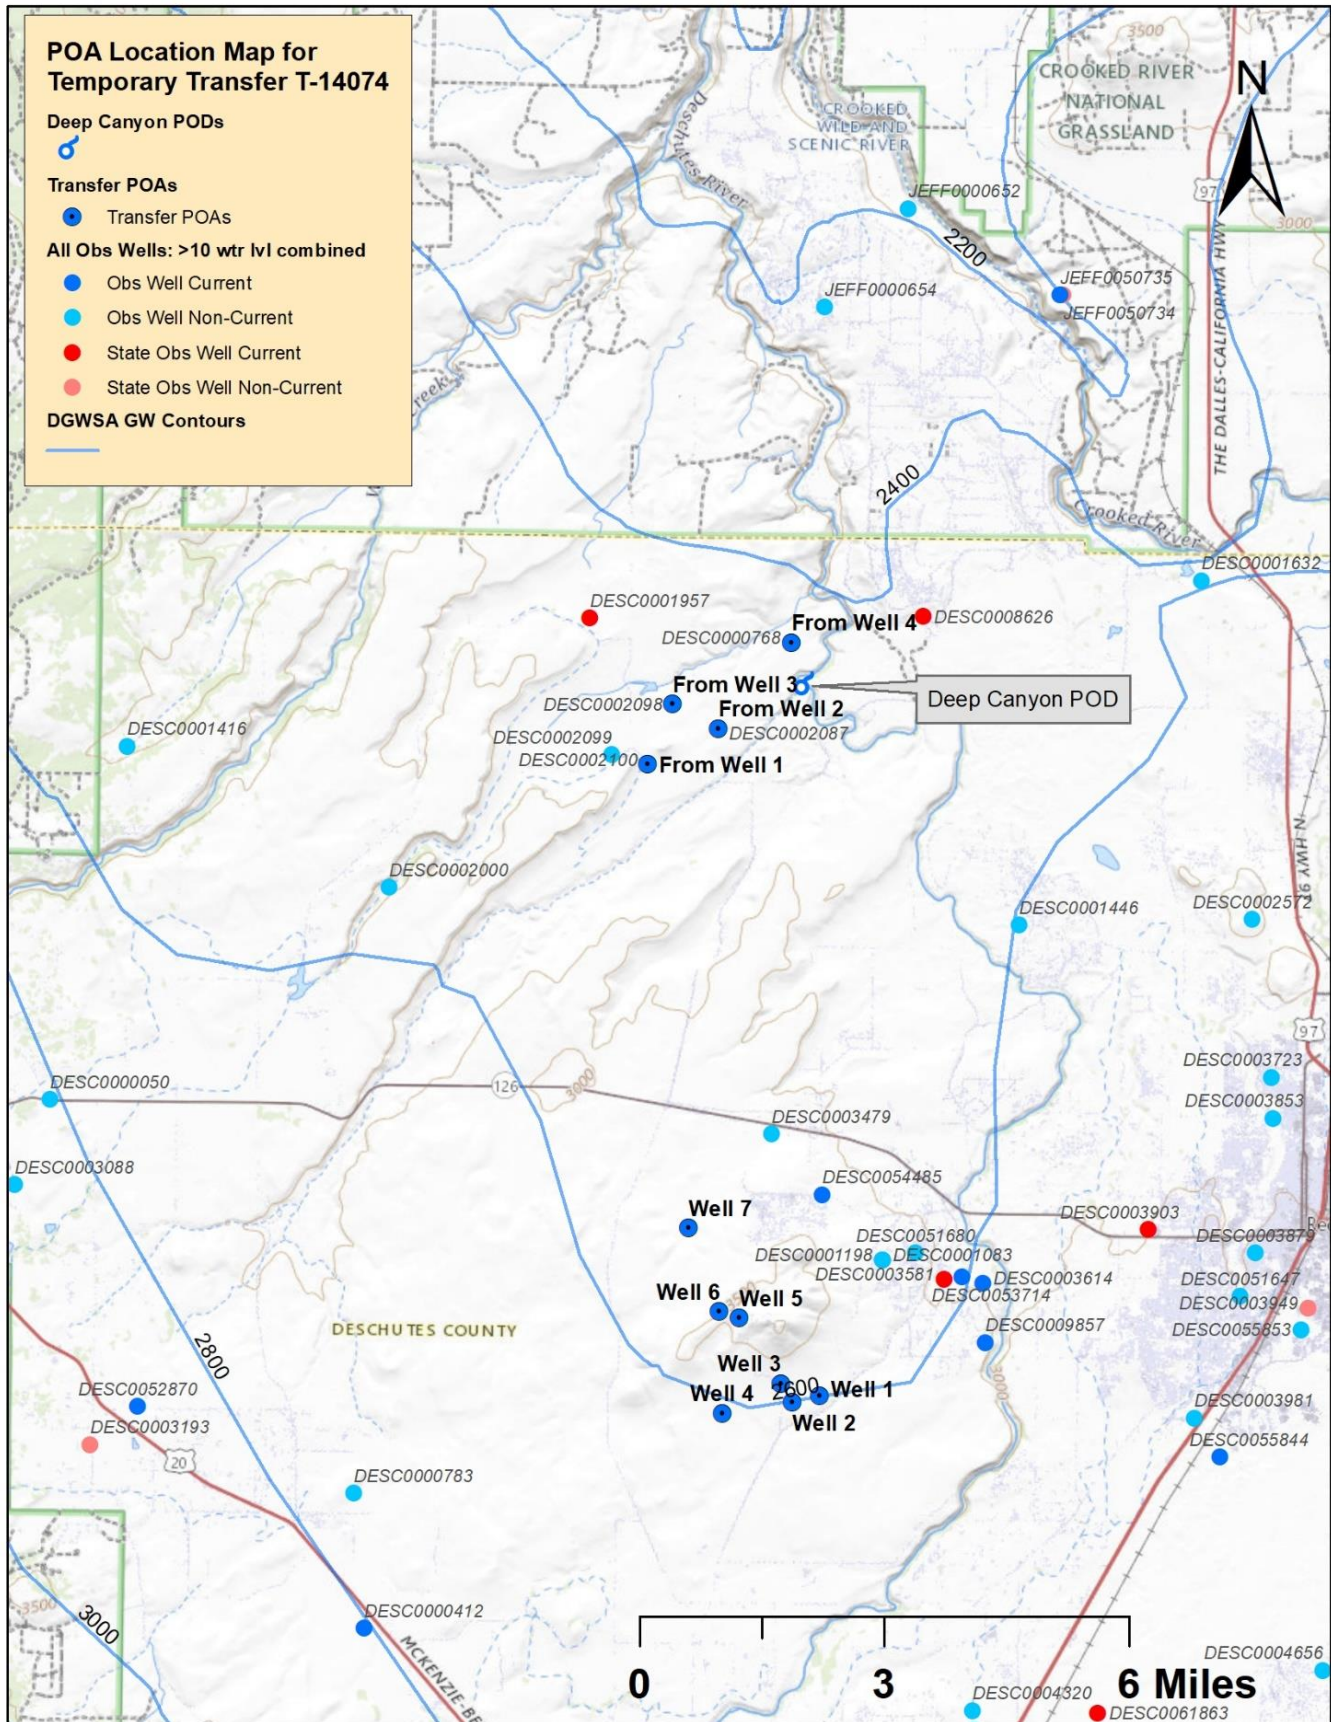 POA Location Map for
Temporary Transfer T-14074
Deep Canyon PODs
Transfer POAs
Transfer POAs
All Obs Wells: >10 wtr lvl combined
Obs Well Current
Obs Well Non-Current
State Obs Well Current
State Obs Well Non-Current
DGWSA GW Contours
3500
CROOKED RIVER
NATIONAL
GRASSLAND
N
CROOKED
WILD AND
SCENIC RIVER
Deschutes River
97
3000
JEFF0000652
2200
JEFF0050735
JEFF0050734
JEFF0000654
THE DALLES-CALIFORNIA HWY
Creek
2400
Crooked River
DESC0001632
DESC0001957
From Well 4
DESC0008626
DESC0000768
From Well 3
Deep Canyon POD
DESC0002098
From Well 2
DESC0002087
DESC0001416
DESC0002099
DESC0002100
From Well 1
N HWY 97
DESC0002000
DESC0001446
DESC0002572
97
DESC0003723
DESC0000050
126
3000
DESC0003853
DESC0003479
DESC0003088
DESC0054485
Well 7
DESC0003903
DESC0051680
DESC0003879
DESC0001198
DESC0001083
DESC0003581
DESC0003614
DESC0051647
DESC0053714
DESC0003949
Well 6
Well 5
DESC0055853
DESCHUTES COUNTY
DESC0009857
2800
Well 3
3000
2600
Well 4
Well 1
DESC0052870
Well 2
DESC0003981
DESC0003193
DESC0055844
20
DESC0000783
3500
3000
DESC0000412
MCKENZIE-BE
DESC0004656
0 3 6 Miles
DESC0004320
DESC0061863